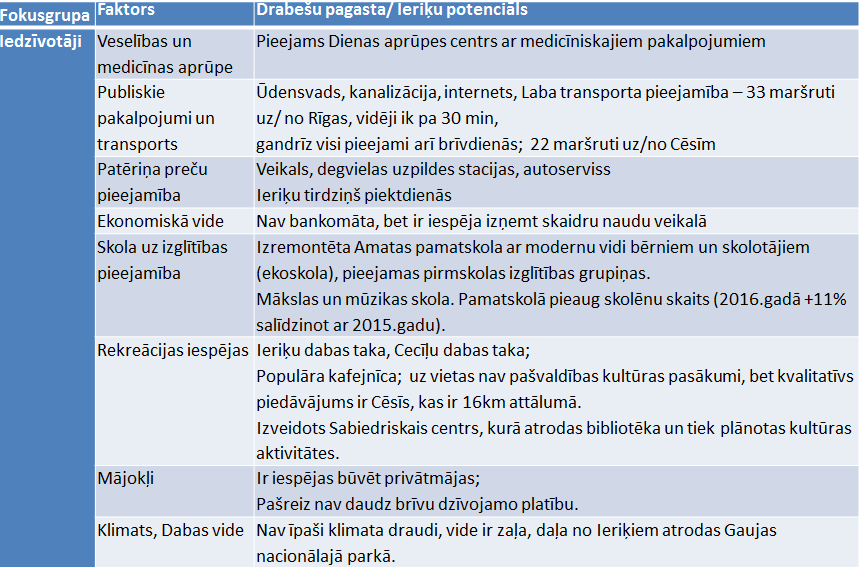 Fokusgrupa Faktors Drabešu pagasta/ Ieriķu potenciāls
Iedzīvotāji Veselības un Pieejams Dienas aprūpes centrs ar medicīniskajiem pakalpojumiem
medicīnas aprūpe
Publiskie Ūdensvads, kanalizācija, internets, Laba transporta pieejamība – 33 maršruti
pakalpojumi un uz/ no Rīgas, vidēji ik pa 30 min,
transports gandrīz visi pieejami arī brīvdienās; 22 maršruti uz/no Cēsīm
Patēriņa preču Veikals, degvielas uzpildes stacijas, autoserviss
pieejamība Ieriķu tirdziņš piektdienās
Ekonomiskā vide Nav bankomāta, bet ir iespēja izņemt skaidru naudu veikalā
Skola uz izglītības Izremontēta Amatas pamatskola ar modernu vidi bērniem un skolotājiem
pieejamība (ekoskola), pieejamas pirmskolas izglītības grupiņas.
Mākslas un mūzikas skola. Pamatskolā pieaug skolēnu skaits (2016.gadā +11%
salīdzinot ar 2015.gadu).
Rekreācijas iespējas Ieriķu dabas taka, Cecīļu dabas taka;
Populāra kafejnīca; uz vietas nav pašvaldības kultūras pasākumi, bet kvalitatīvs
piedāvājums ir Cēsīs, kas ir 16km attālumā.
Izveidots Sabiedriskais centrs, kurā atrodas bibliotēka un tiek plānotas kultūras
aktivitātes.
Mājokļi Ir iespējas būvēt privātmājas;
Pašreiz nav daudz brīvu dzīvojamo platību.
Klimats, Dabas vide Nav īpaši klimata draudi, vide ir zaļa, daļa no Ieriķiem atrodas Gaujas
nacionālajā parkā.